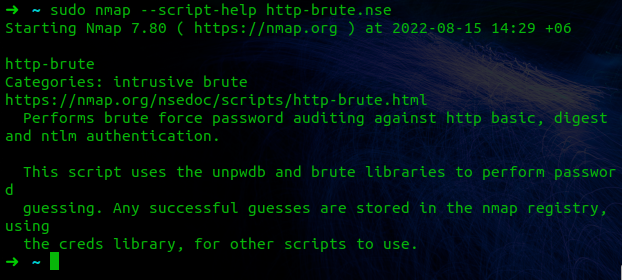 ➜ ~ sudo nmap --script-help http-brute.nse
Starting Nmap 7.80 ( https://nmap.org ) at 2022-08-15 14:29 +06
http-brute
Categories: intrusive brute
https://nmap.org/nsedoc/scripts/http-brute.html
Performs brute force password auditing against http basic, digest
and ntlm authentication.
This script uses the unpwdb and brute libraries to perform passwor
d
guessing. Any successful guesses are stored in the nmap registry,
using
the creds library, for other scripts to use.
➜ ~